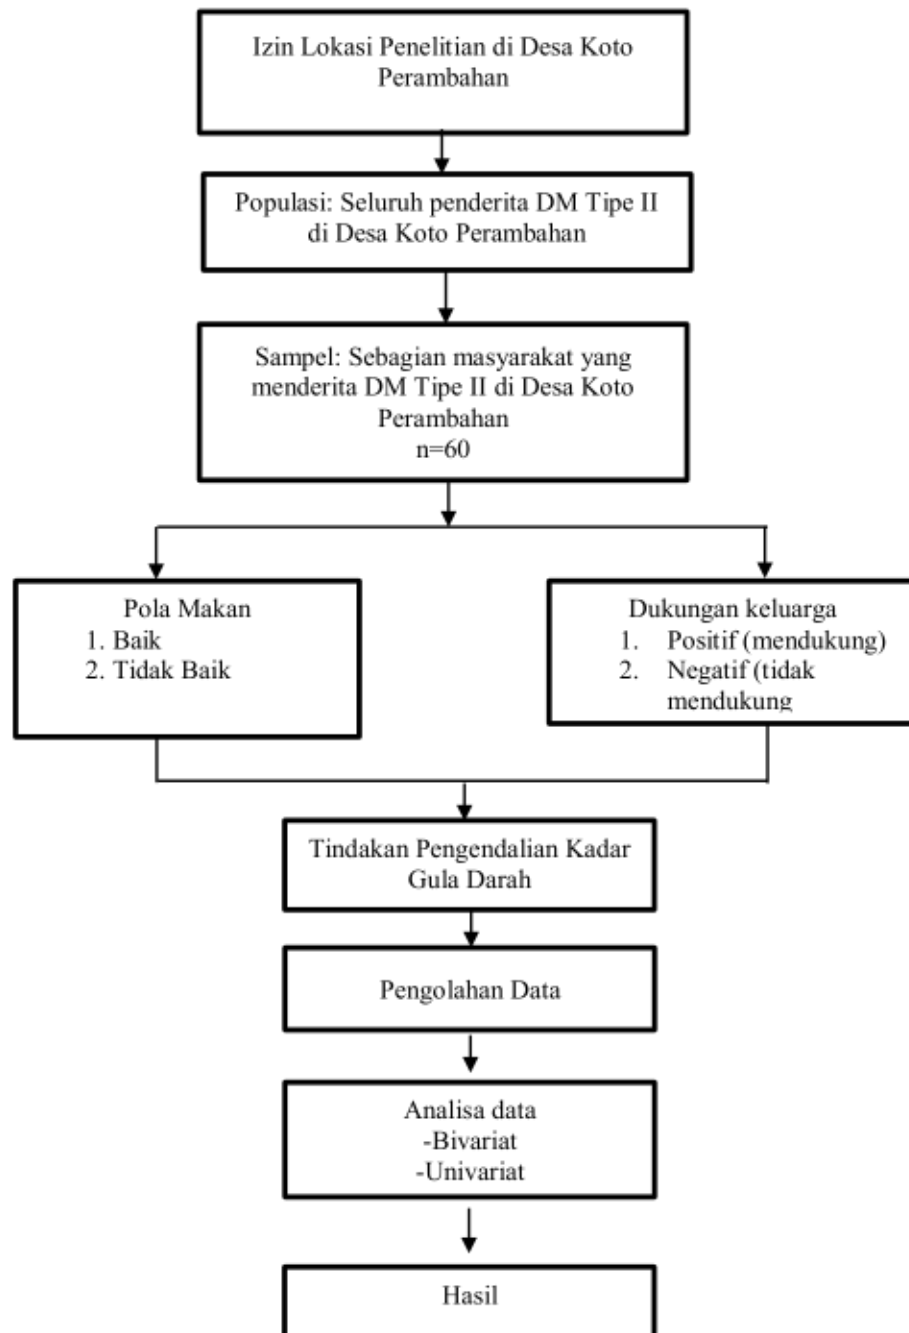 Izin Lokasi Penelitian di Desa Koto
Perambahan
Populasi: Seluruh penderita DM Tipe II
di Desa Koto Perambahan
Sampel: Sebagian masyarakat yang
menderita DM Tipe II di Desa Koto
Perambahan
n=60
Pola Makan
1. Baik
2. Tidak Baik
Dukungan keluarga
1. Positif (mendukung)
2. Negatif (tidak
mendukung
Tindakan Pengendalian Kadar
Gula Darah
Pengolahan Data
Analisa data
-Bivariat
-Univariat
Hasil